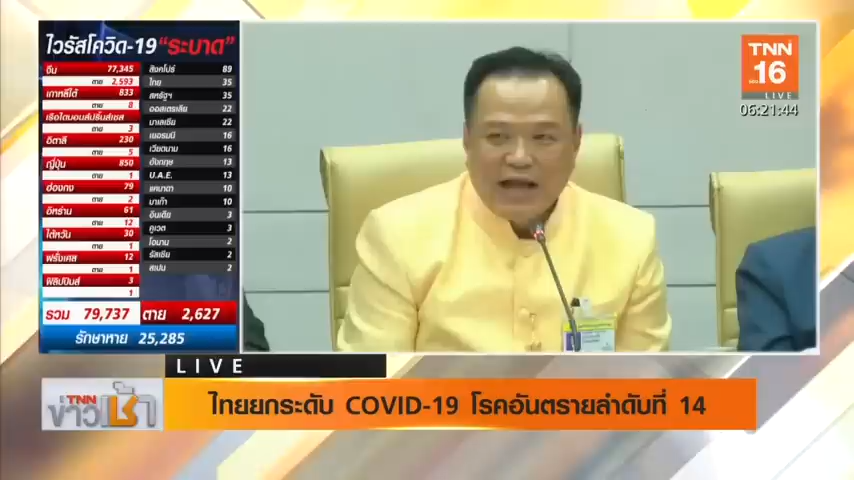 ไวรัสโควิด-19 "ระบาด"
จีน 77,345
ตาย 2,593
เกาหลีใต้ 833
ตาย 8
เรือไดมอนส์ปริ๊นส์เซส
ตาย 3
อิตาลี 230
ตาย 5
ญี่ปุ่น 850
ตาย 1
ฮ่องกง 79
ตาย 2
อิหร่าน 61
ตาย 12
ไต้หวัน 30
ตาย 1
ฝรั่งเศส 12
ตาย 1
ฟิลิปปินส์ 3
1
สิงคโปร์ 89
ไทย 35
สหรัฐฯ 35
ออสเตรเลีย 22
มาเลเซีย 22
เยอรมนี 16
เวียดนาม 16
อังกฤษ 13
U.A.E. 13
แคนาดา 10
มาเก๊า 10
อินเดีย 3
คูเวต 3
โอมาน 2
รัสเซีย 2
สเปน 2
รวม 79,737 ตาย 2,627
รักษาหาย 25,285
TNN
16
LIVE
06:21:44
LIVE
TNN
ข่าวเช้า
ไทยยกระดับ COVID-19 โรคอันตรายลำดับที่ 14